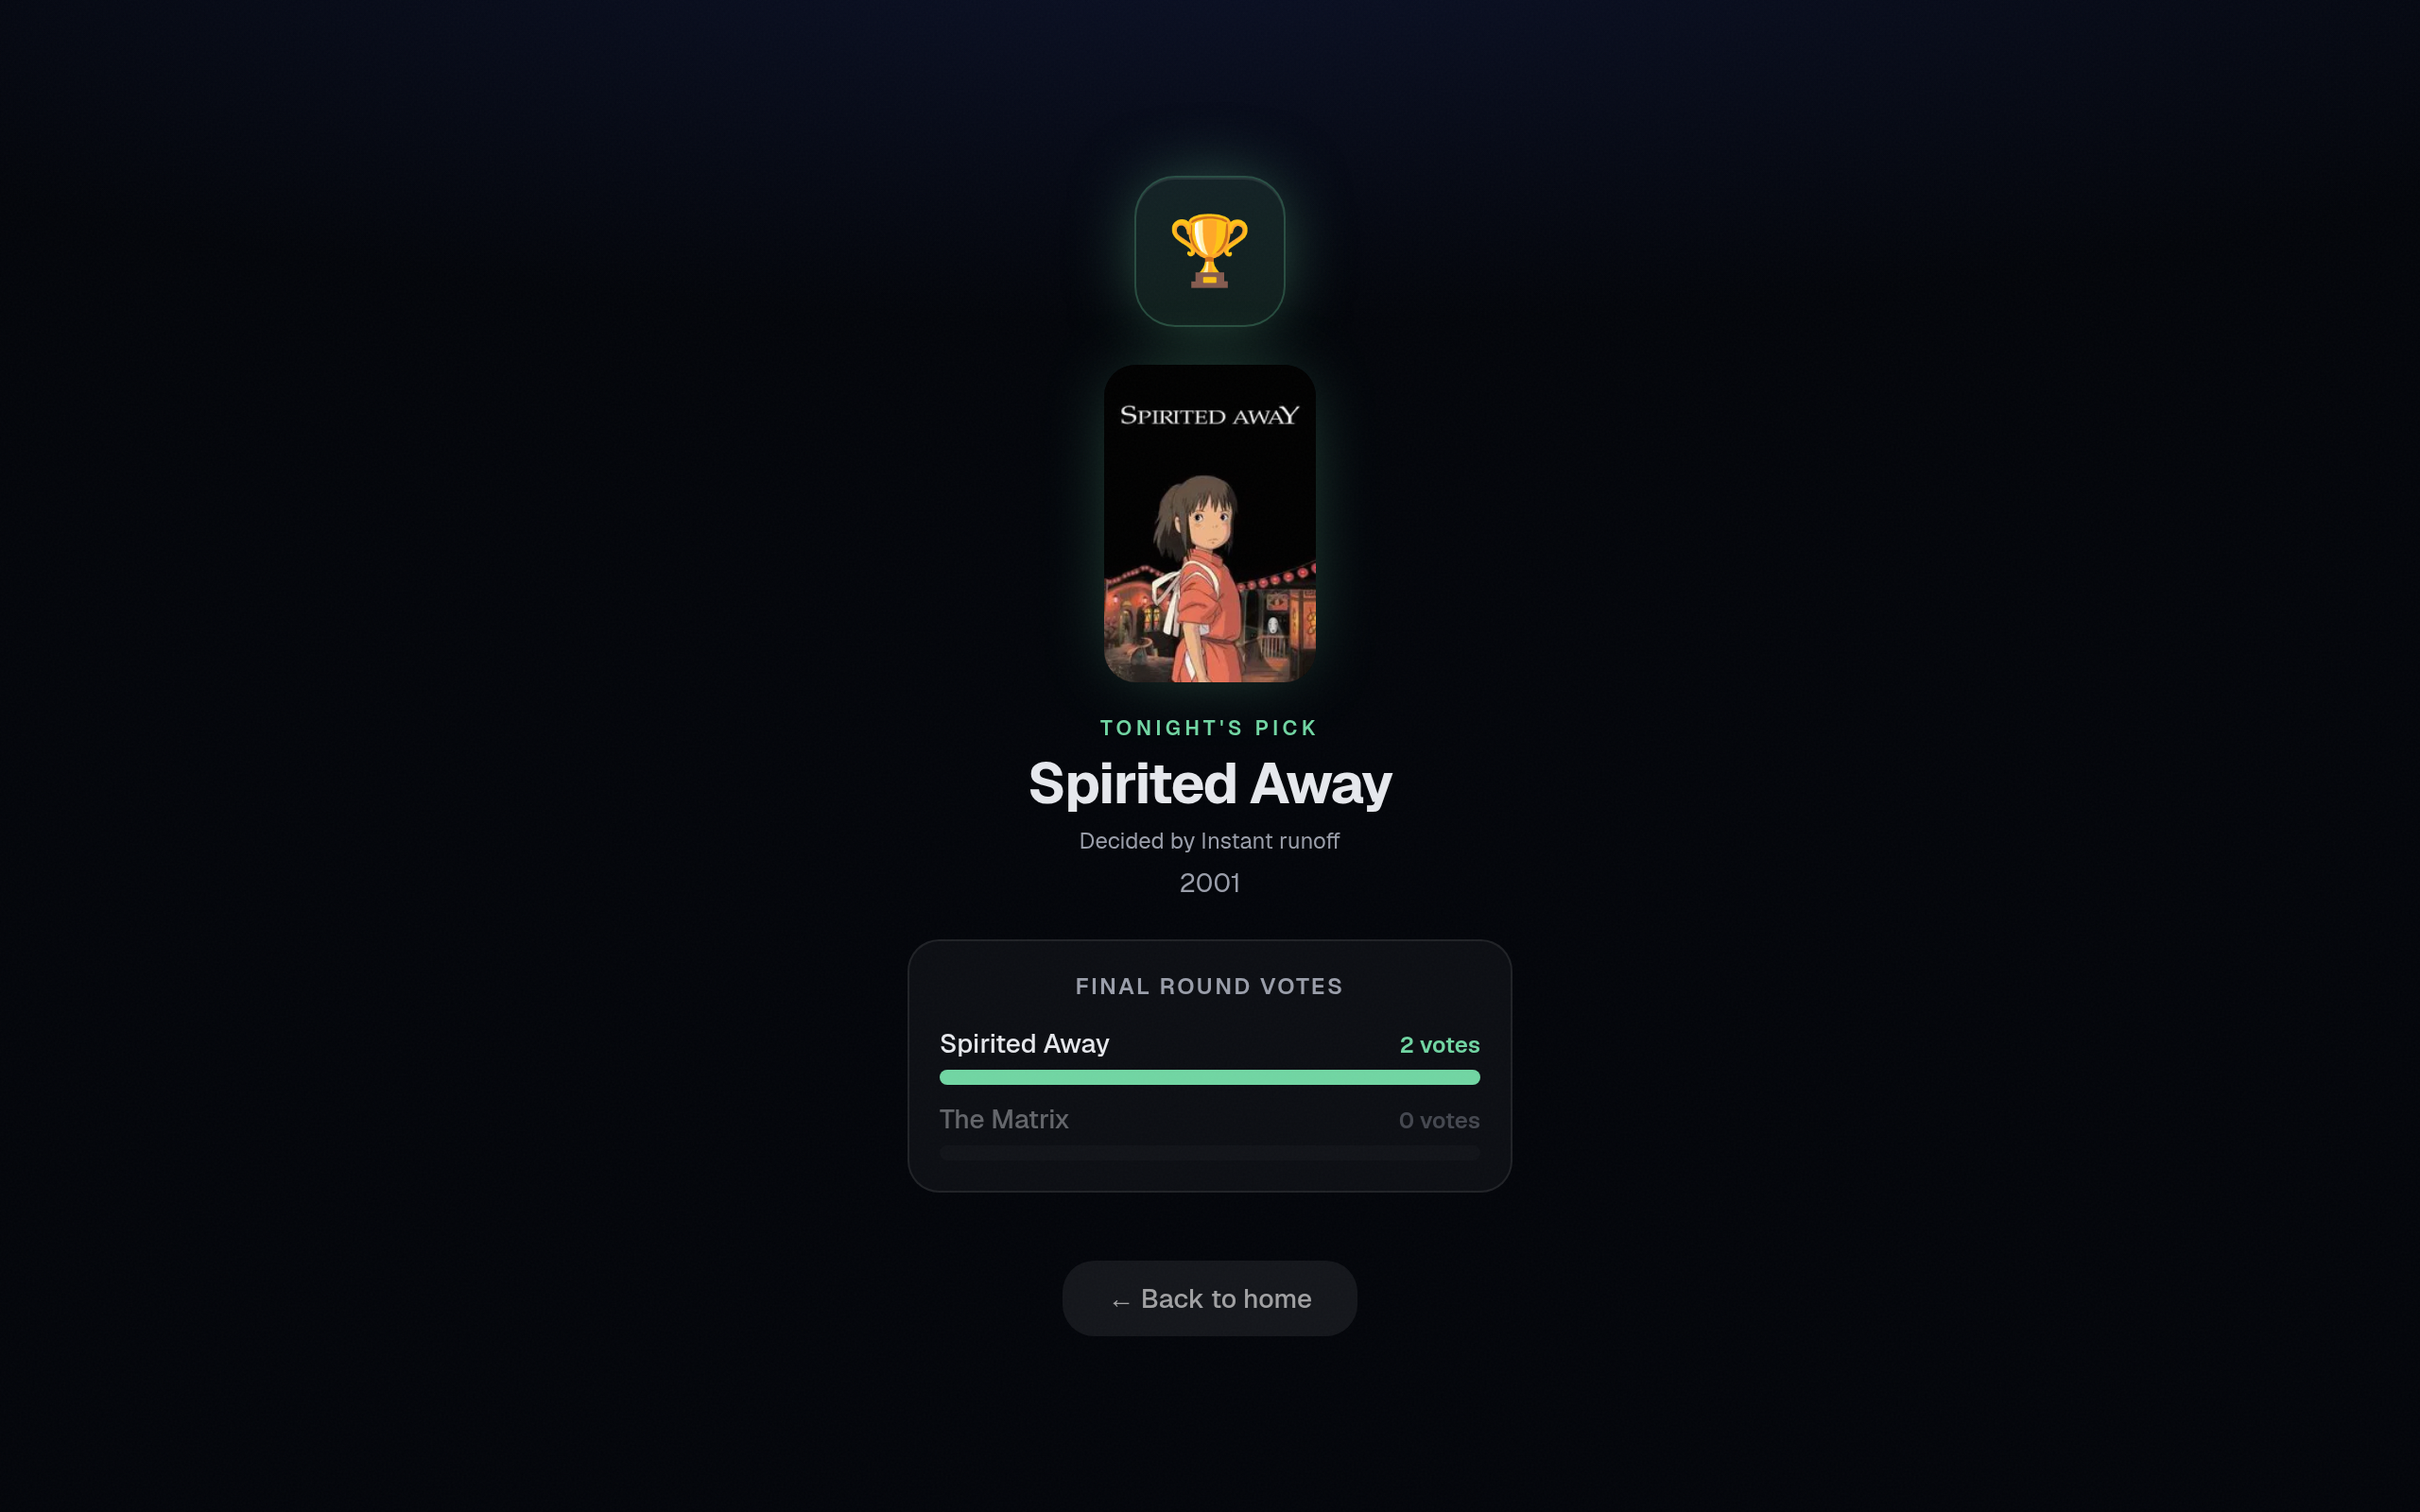 SPIRITED AWAY
TONIGHT'S PICK
Spirited Away
Decided by Instant runoff
2001
FINAL ROUND VOTES
Spirited Away 2 votes
The Matrix 0 votes
← Back to home